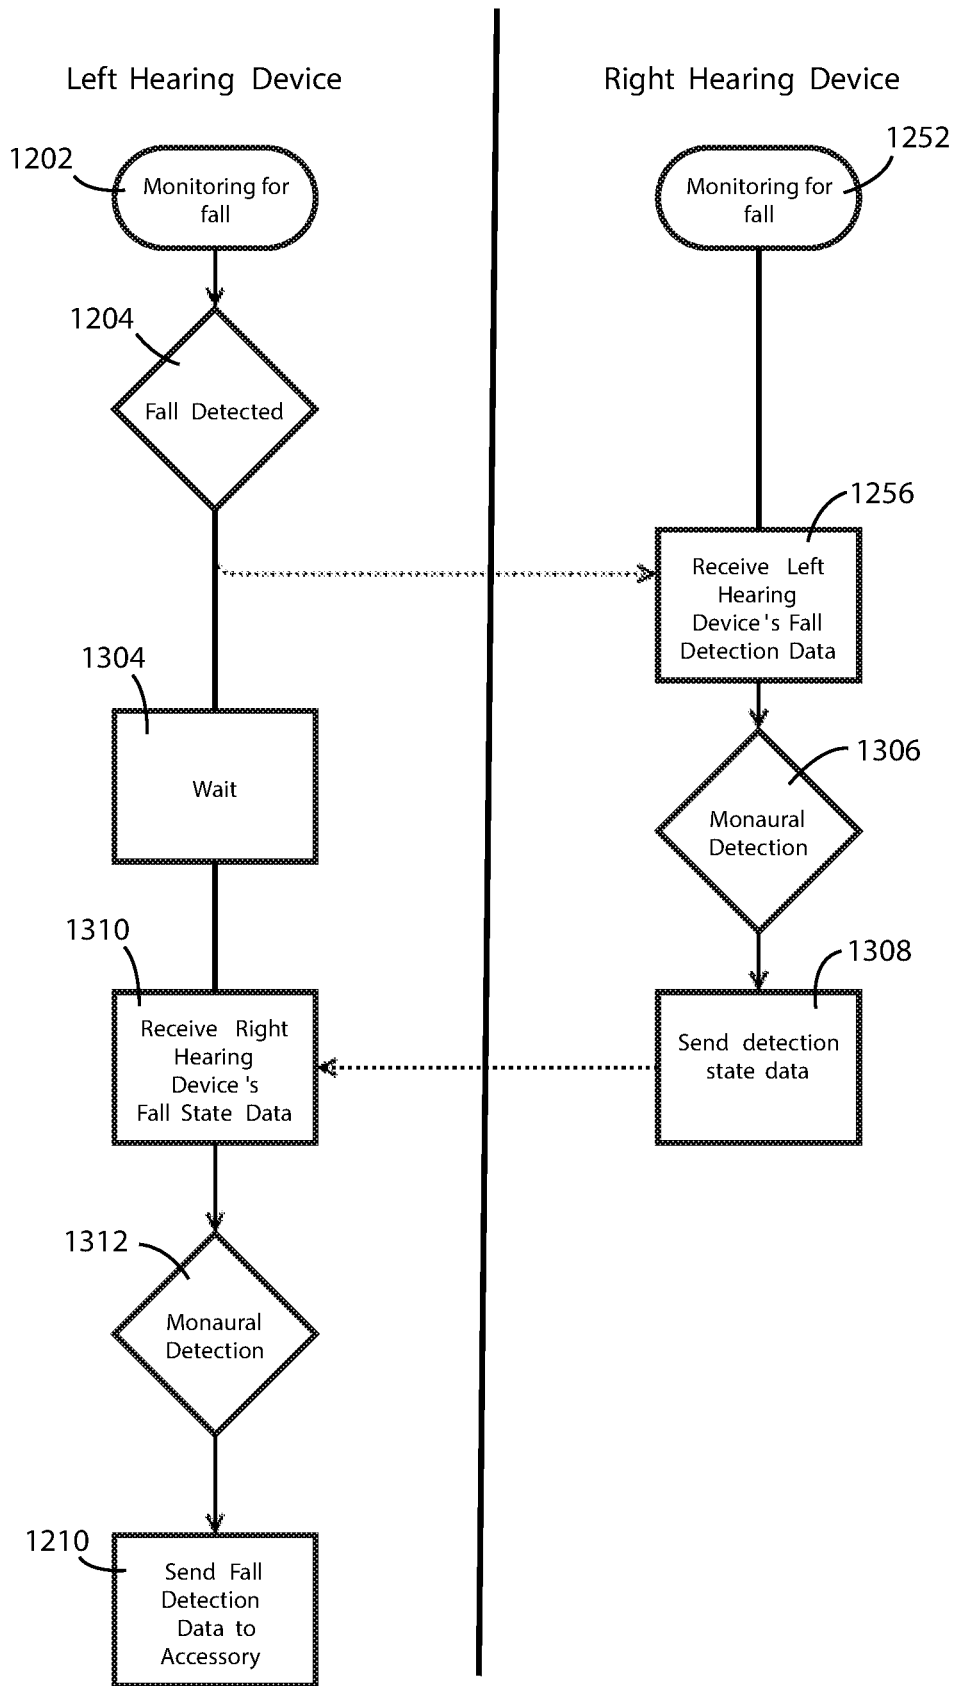 Left Hearing Device
1202
Monitoring for
fall
1204
Fall Detected
1304
Wait
1310
Receive Right
Hearing
Device's
Fall State Data
1312
Monaural
Detection
1210
Send Fall
Detection
Data to
Accessory
Right Hearing Device
1252
Monitoring for
fall
1256
Receive Left
Hearing
Device's Fall
Detection Data
1306
Monaural
Detection
1308
Send detection
state data